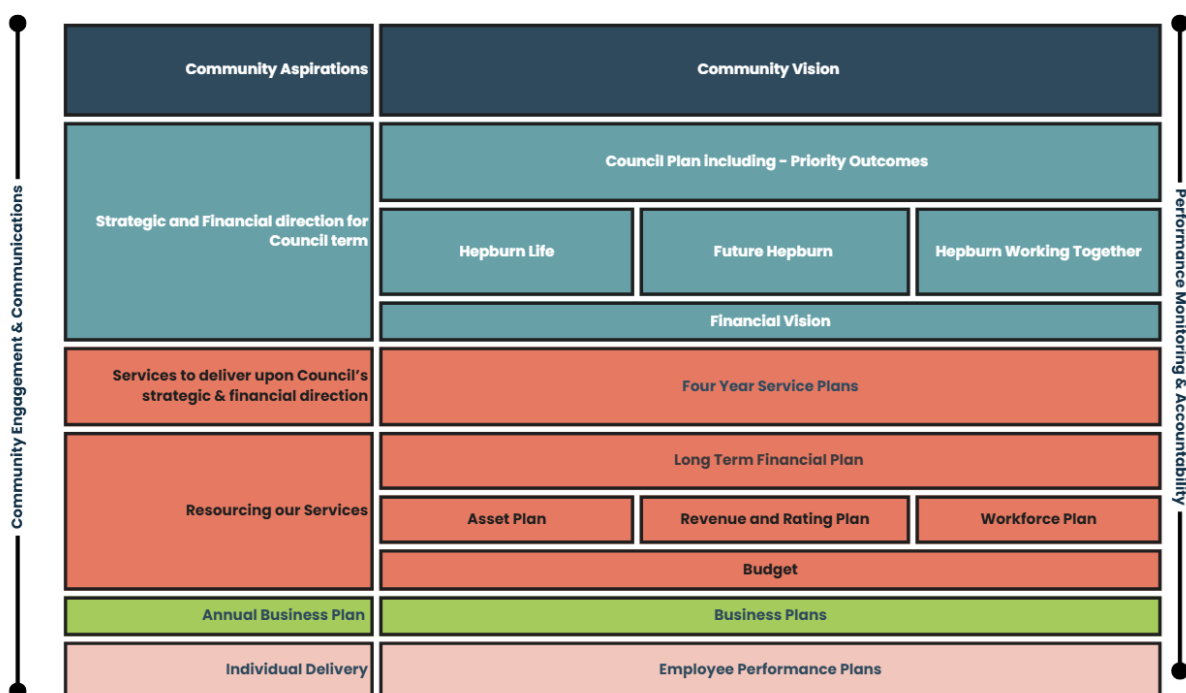 Community Aspirations
Community Vision
Strategic and Financial direction for
Council term
Council Plan including - Priority Outcomes
Hepburn Life
Future Hepburn
Hepburn Working Together
Financial Vision
Services to deliver upon Council’s
strategic & financial direction
Four Year Service Plans
Resourcing our Services
Long Term Financial Plan
Asset Plan
Revenue and Rating Plan
Workforce Plan
Budget
Annual Business Plan
Business Plans
Individual Delivery
Employee Performance Plans
Community Engagement & Communications
Performance Monitoring & Accountability